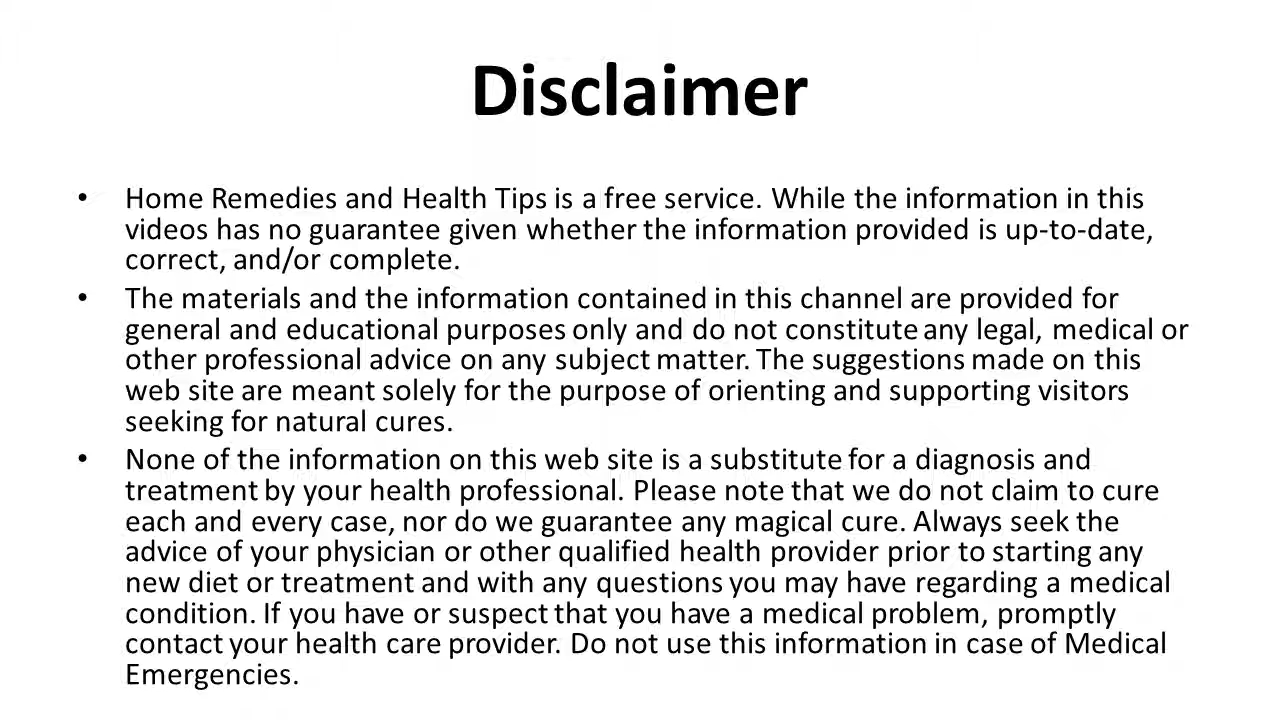 Disclaimer
• Home Remedies and Health Tips is a free service. While the information in this
videos has no guarantee given whether the information provided is up-to-date,
correct, and/or complete.
• The materials and the information contained in this channel are provided for
general and educational purposes only and do not constitute any legal, medical or
other professional advice on any subject matter. The suggestions made on this
web site are meant solely for the purpose of orienting and supporting visitors
seeking for natural cures.
• None of the information on this web site is a substitute for a diagnosis and
treatment by your health professional. Please note that we do not claim to cure
each and every case, nor do we guarantee any magical cure. Always seek the
advice of your physician or other qualified health provider prior to starting any
new diet or treatment and with any questions you may have regarding a medical
condition. If you have or suspect that you have a medical problem, promptly
contact your health care provider. Do not use this information in case of Medical
Emergencies.